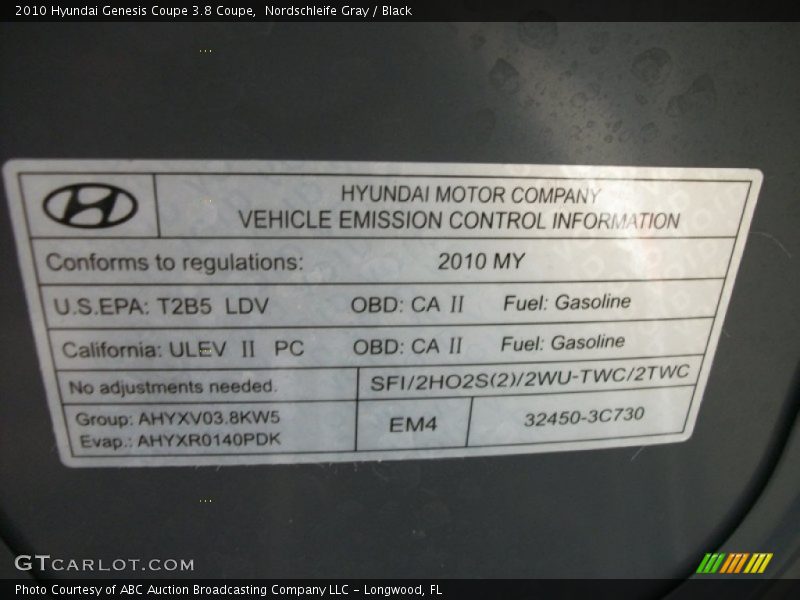 2010 Hyundai Genesis Coupe 3.8 Coupe, Nordschleife Gray / Black
HYUNDAI MOTOR COMPANY
VEHICLE EMISSION CONTROL INFORMATION
Conforms to regulations: 2010 MY
U.S.EPA: T2B5 LDV OBD: CA II Fuel: Gasoline
California: ULEV II PC OBD: CA II Fuel: Gasoline
No adjustments needed. SFI/2HO2S(2)/2WU-TWC/2TWC
Group: AHYXV03.8KW5
Evap.: AHYXR0140PDK
EM4 32450-3C730
GTCARLOT.COM
Photo Courtesy of ABC Auction Broadcasting Company LLC - Longwood, FL